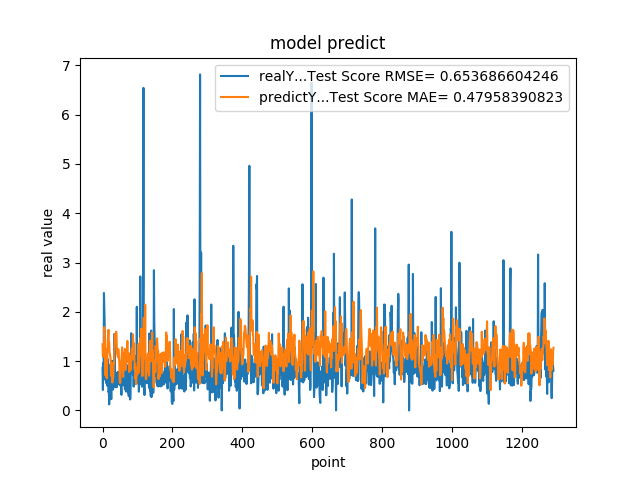 model predict
realY...Test Score RMSE= 0.653686604246
predictY...Test Score MAE= 0.47958390823
real value
7
6
5
4
3
2
1
0
0 200 400 600 800 1000 1200
point